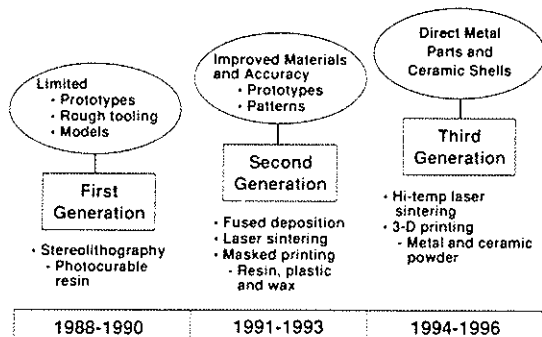 Limited
• Prototypes
• Rough tooling
• Models
First
Generation
• Stereolithography
- Photocurable
resin
1988-1990
Improved Materials
and Accuracy
• Prototypes
• Patterns
Second
Generation
• Fused deposition
• Laser sintering
• Masked printing
- Resin, plastic
and wax
1991-1993
Direct Metal
Parts and
Ceramic Shells
Third
Generation
• Hi-temp laser
sintering
• 3-D printing
- Metal and ceramic
powder
1994-1996